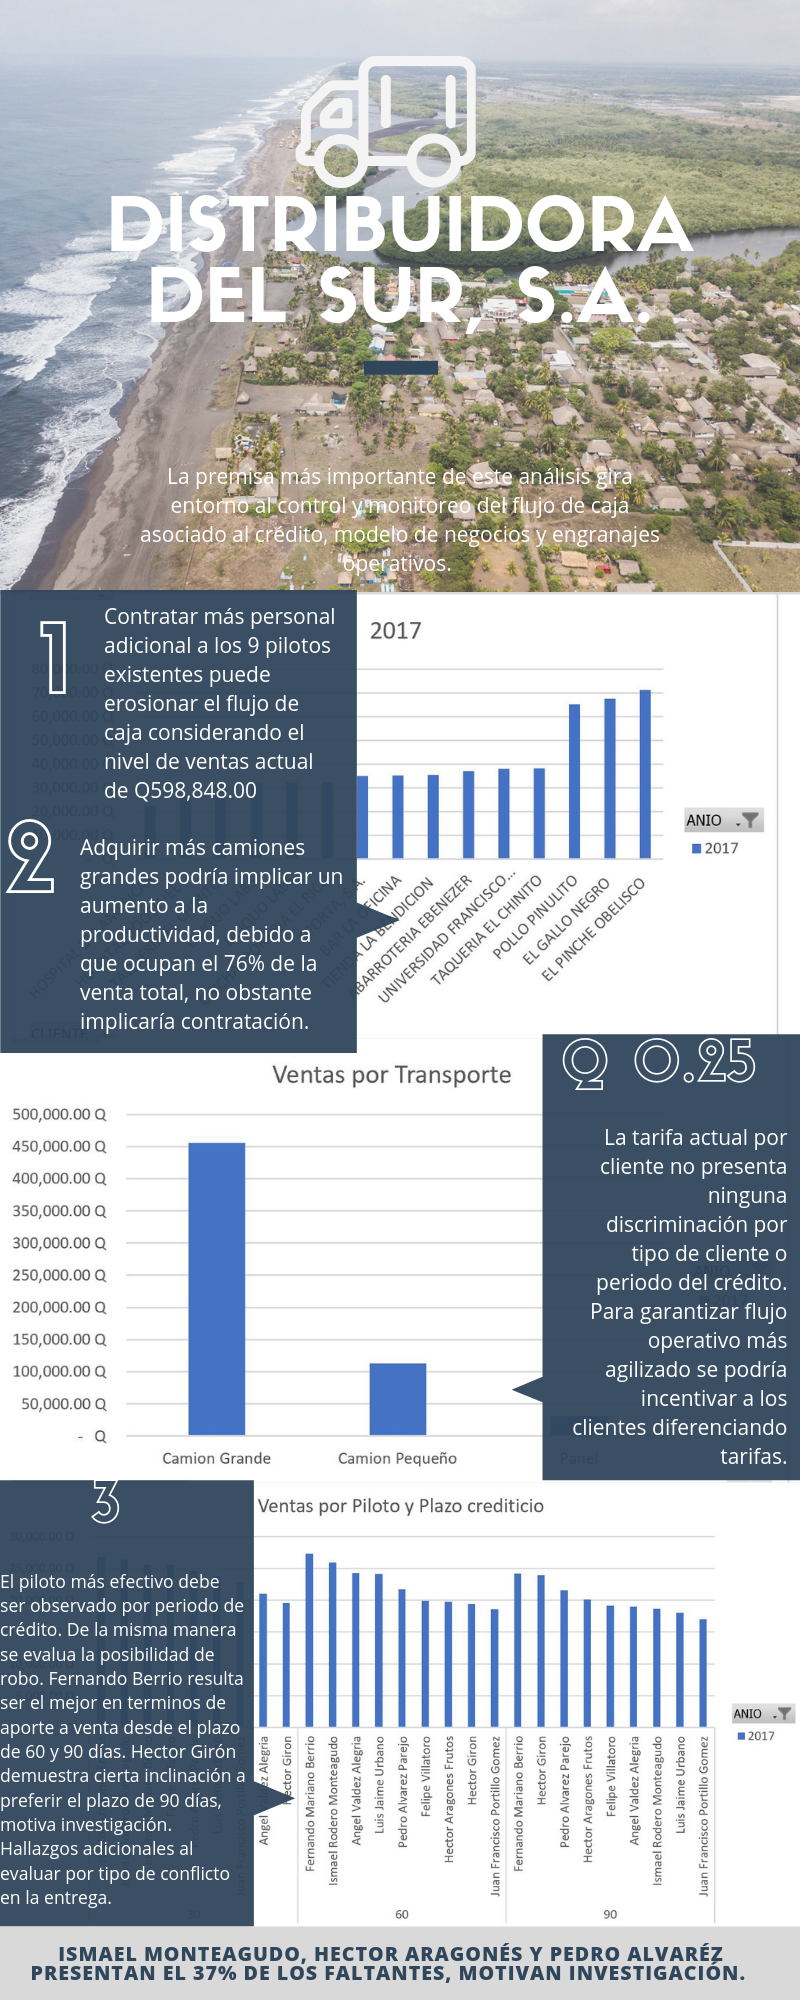 DISTRIBUIDORA
DEL SUR, S.A.
La premisa más importante de este análisis gira
entorno al control y monitoreo del flujo de caja
asociado al crédito, modelo de negocios y engranajes
operativos.
1
Contratar más personal
adicional a los 9 pilotos
existentes puede
erosionar el flujo de
caja considerando el
nivel de ventas actual
de Q598,848.00
2
Adquirir más camiones
grandes podría implicar un
aumento a la
productividad, debido a
que ocupan el 76% de la
venta total, no obstante
implicaría contratación.
2017
TIENDA LA BENDICION
ABARROTERIA EBENEZER
UNIVERSIDAD FRANCISCO...
TAQUERIA EL CHINITO
POLLO PINULITO
EL GALLO NEGRO
EL PINCHE OBELISCO
ANIO
2017
CLIENTE
Ventas por Transporte
500,000.00 Q
450,000.00 Q
400,000.00 Q
350,000.00 Q
300,000.00 Q
250,000.00 Q
200,000.00 Q
150,000.00 Q
100,000.00 Q
50,000.00 Q
- Q
Camion Grande
Camion Pequeño
Panel
Q 0.25
La tarifa actual por
cliente no presenta
ninguna
discriminación por
tipo de cliente o
periodo del crédito.
Para garantizar flujo
operativo más
agilizado se podría
incentivar a los
clientes diferenciando
tarifas.
3
El piloto más efectivo debe
ser observado por periodo de
crédito. De la misma manera
se evalua la posibilidad de
robo. Fernando Berrio resulta
ser el mejor en terminos de
aporte a venta desde el plazo
de 60 y 90 días. Hector Girón
demuestra cierta inclinación a
preferir el plazo de 90 días,
motiva investigación.
Hallazgos adicionales al
evaluar por tipo de conflicto
en la entrega.
Ventas por Piloto y Plazo crediticio
Hector Giron
Fernando Mariano Berrio
Ismael Rodero Monteagudo
Angel Valdez Alegria
Luis Jaime Urbano
Pedro Alvarez Parejo
Felipe Villatoro
Hector Aragones Frutos
Hector Giron
Juan Francisco Portillo Gomez
Fernando Mariano Berrio
Hector Giron
Pedro Alvarez Parejo
Hector Aragones Frutos
Felipe Villatoro
Angel Valdez Alegria
Ismael Rodero Monteagudo
Luis Jaime Urbano
Juan Francisco Portillo Gomez
30
60
90
ANIO
2017
ISMAEL MONTEAGUDO, HECTOR ARAGONÉS Y PEDRO ALVARÉZ
PRESENTAN EL 37% DE LOS FALTANTES, MOTIVAN INVESTIGACIÓN.